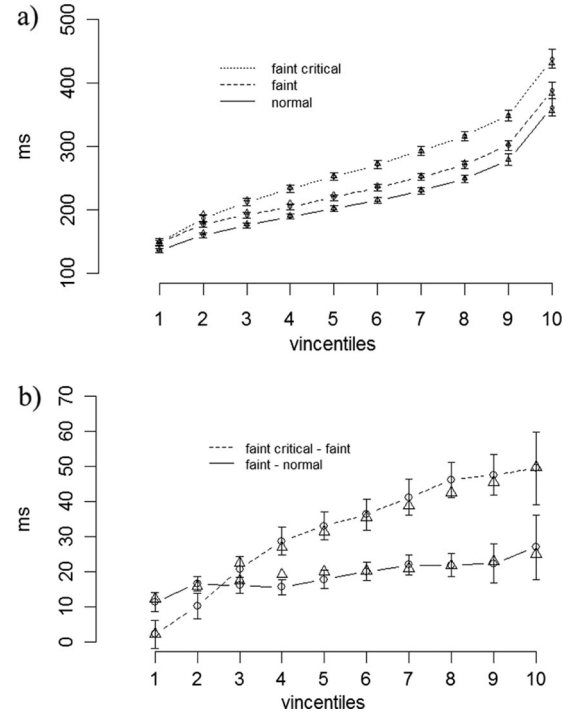 a)
500
400
300
200
100
ms
faint critical
faint
normal
1 2 3 4 5 6 7 8 9 10
vincentiles
b)
70
60
50
40
30
20
10
0
ms
faint critical - faint
faint - normal
1 2 3 4 5 6 7 8 9 10
vincentiles